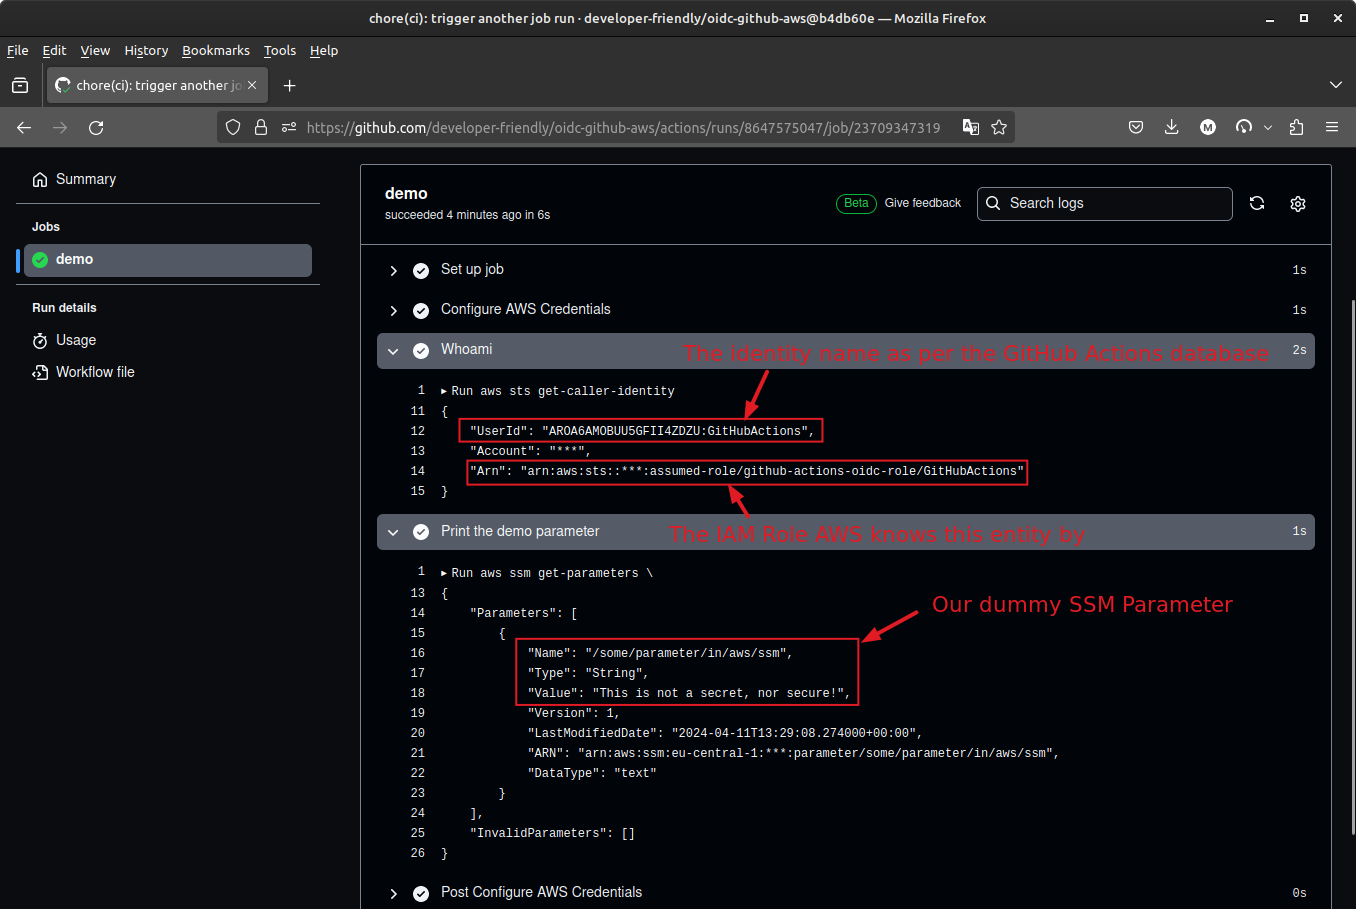 chore(ci): trigger another job run · developer-friendly/oidc-github-aws@b4db60e — Mozilla Firefox
File Edit View History Bookmarks Tools Help
chore(ci): trigger another jo
https://github.com/developer-friendly/oidc-github-aws/actions/runs/8647575047/job/23709347319
Summary
Jobs
demo
Run details
Usage
Workflow file
demo
succeeded 4 minutes ago in 6s
Beta Give feedback
Search logs
Set up job 1s
Configure AWS Credentials 1s
Whoami 2s
The identity name as per the GitHub Actions database
1 Run aws sts get-caller-identity
11 {
12 "UserId": "AROA6AMOBUU5GFII4ZDZU:GitHubActions",
13 "Account": "***",
14 "Arn": "arn:aws:sts::***:assumed-role/github-actions-oidc-role/GitHubActions"
15 }
Print the demo parameter 1s
The IAM Role AWS knows this entity by
1 Run aws ssm get-parameters \
13 {
14 "Parameters": [
15 {
16 "Name": "/some/parameter/in/aws/ssm",
17 "Type": "String",
18 "Value": "This is not a secret, nor secure!",
19 "Version": 1,
20 "LastModifiedDate": "2024-04-11T13:29:08.274000+00:00",
21 "ARN": "arn:aws:ssm:eu-central-1:***:parameter/some/parameter/in/aws/ssm",
22 "DataType": "text"
23 }
24 ],
25 "InvalidParameters": []
26 }
Our dummy SSM Parameter
Post Configure AWS Credentials 0s